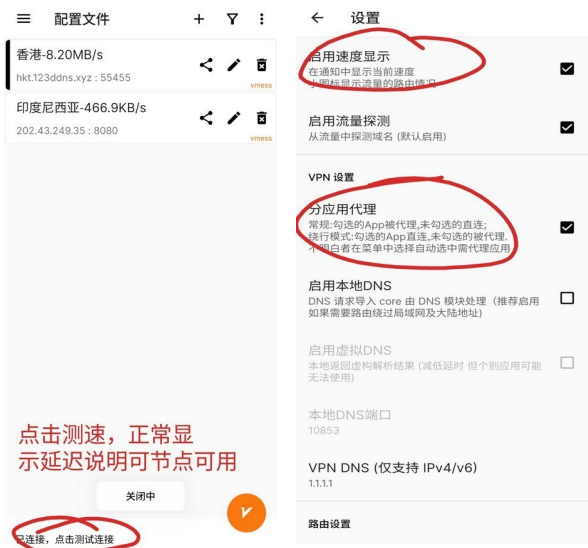 配置文件
香港-8.20MB/s
hkt.123ddns.xyz : 55455
vmess
印度尼西亚-466.9KB/s
202.43.249.35 : 8080
vmess
点击测速，正常显
示延迟说明可节点可用
关闭中
已连接，点击测试连接
设置
启用速度显示
在通知中显示当前速度
小图标显示流量的路由情况
启用流量探测
从流量中探测域名 (默认启用)
VPN 设置
分应用代理
常规:勾选的App被代理,未勾选的直连;
绕行模式:勾选的App直连,未勾选的被代理.
不明白者在菜单中选择自动选中需代理应用
启用本地DNS
DNS 请求导入 core 由 DNS 模块处理（推荐启用
如果需要路由绕过局域网及大陆地址)
启用虚拟DNS
本地返回虚构解析结果 (减低延时 但个别应用可能
无法使用)
本地DNS端口
10853
VPN DNS (仅支持 IPv4/v6)
1.1.1.1
路由设置